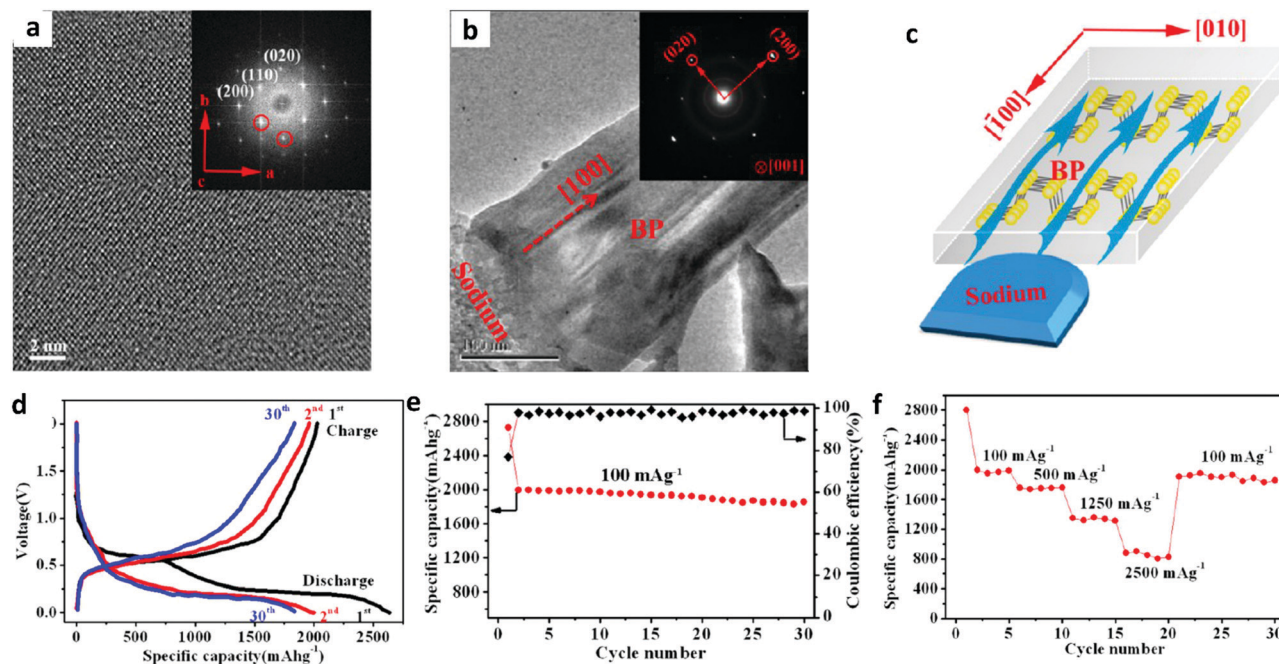 a
(020)
(110)
(200)
b
c
a
2 nm
b
(020)
(200)
⊗[001]
[100]
BP
Sodium
100 nm
c
[010]
[1̄00]
BP
Sodium
d
30th 2nd 1st
Charge
1.5
1.0
0.5
0.0
Voltage(V)
Discharge
30th 2nd 1st
0 500 1000 1500 2000 2500
Specific capacity(mAhg-1)
e
2800
2400
2000
1600
1200
800
Specific capacity(mAhg-1)
100 mAg-1
100
80
60
40
20
0
Coulombic efficiency(%)
0 5 10 15 20 25 30
Cycle number
f
2800
2400
2000
1600
1200
800
400
0
Specific capacity(mAhg-1)
100 mAg-1
500 mAg-1
1250 mAg-1
2500 mAg-1
100 mAg-1
0 5 10 15 20 25 30
Cycle number